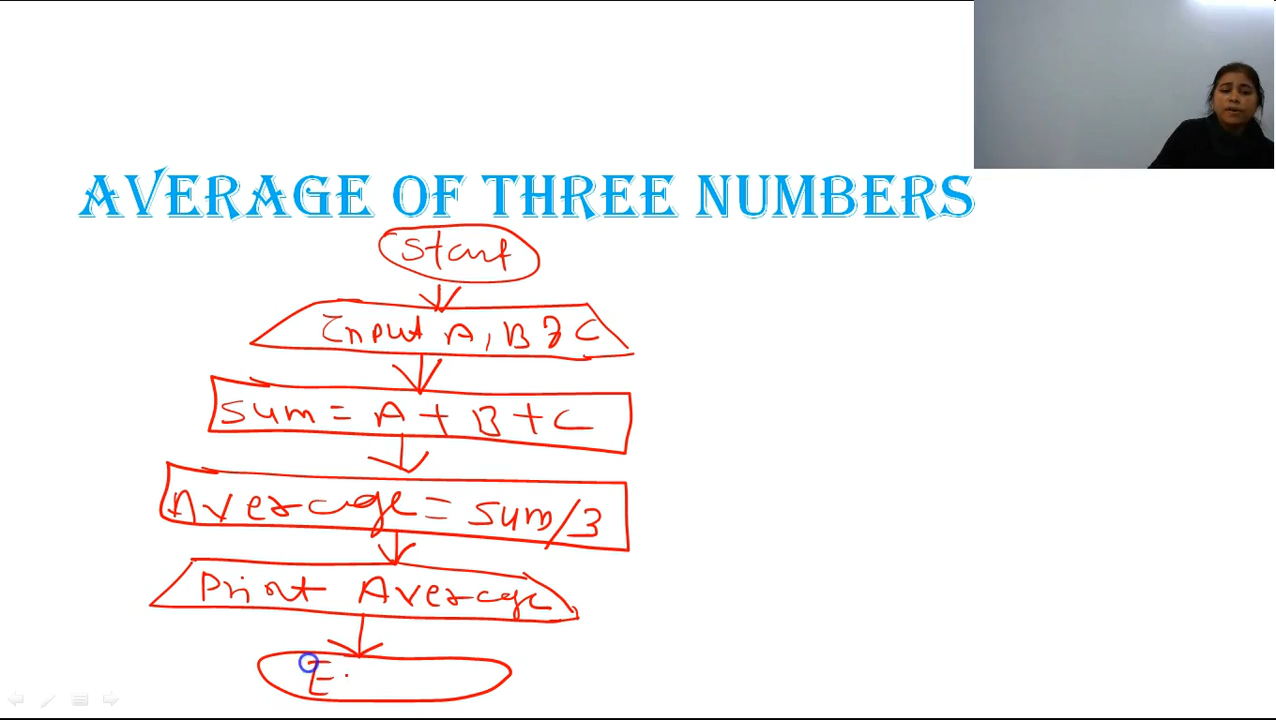 AVERAGE OF THREE NUMBERS
Start
Input A, B & C
Sum = A + B + C
Average = Sum/3
Print Average
E